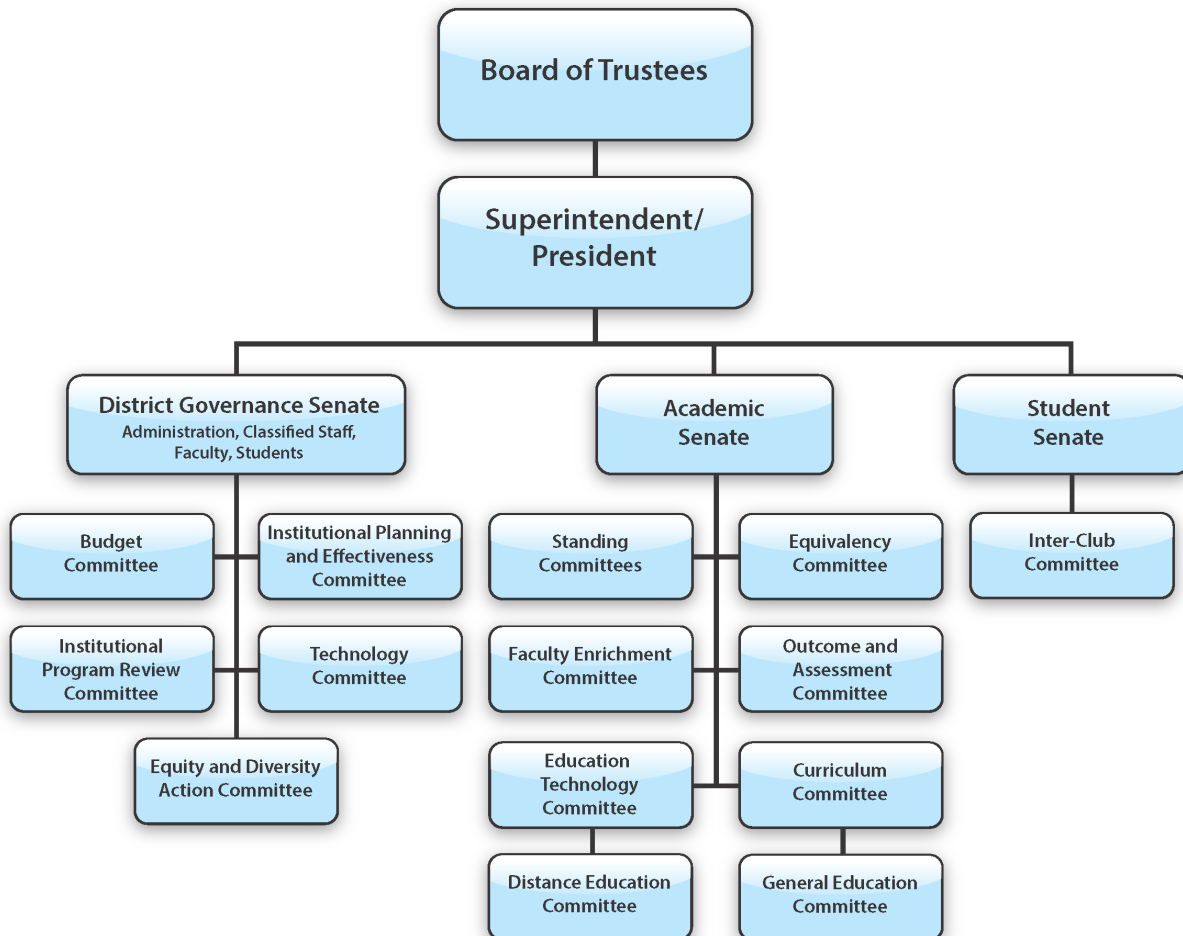 Board of Trustees
Superintendent/
President
District Governance Senate
Administration, Classified Staff,
Faculty, Students
Academic
Senate
Student
Senate
Budget
Committee
Institutional Planning
and Effectiveness
Committee
Standing
Committees
Equivalency
Committee
Inter-Club
Committee
Institutional
Program Review
Committee
Technology
Committee
Faculty Enrichment
Committee
Outcome and
Assessment
Committee
Equity and Diversity
Action Committee
Education
Technology
Committee
Curriculum
Committee
Distance Education
Committee
General Education
Committee